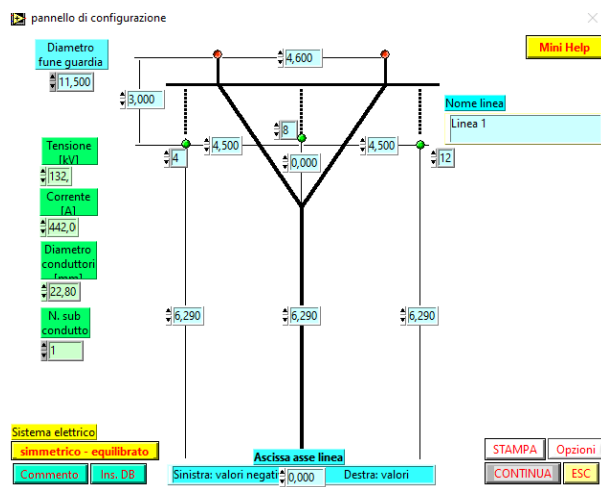 pannello di configurazione
Diametro
fune guardia
11,500
4,600
Mini Help
3,000
Nome linea
Linea 1
8
Tensione
[kV]
132,
4
4,500
0,000
4,500
12
Corrente
[A]
442,0
Diametro
conduttori
[mm]
22,80
N. sub
condutto
1
6,290
6,290
6,290
Sistema elettrico
simmetrico - equilibrato
Commento
Ins. DB
Ascissa asse linea
Sinistra: valori negati
0,000
Destra: valori
STAMPA
Opzioni
CONTINUA
ESC